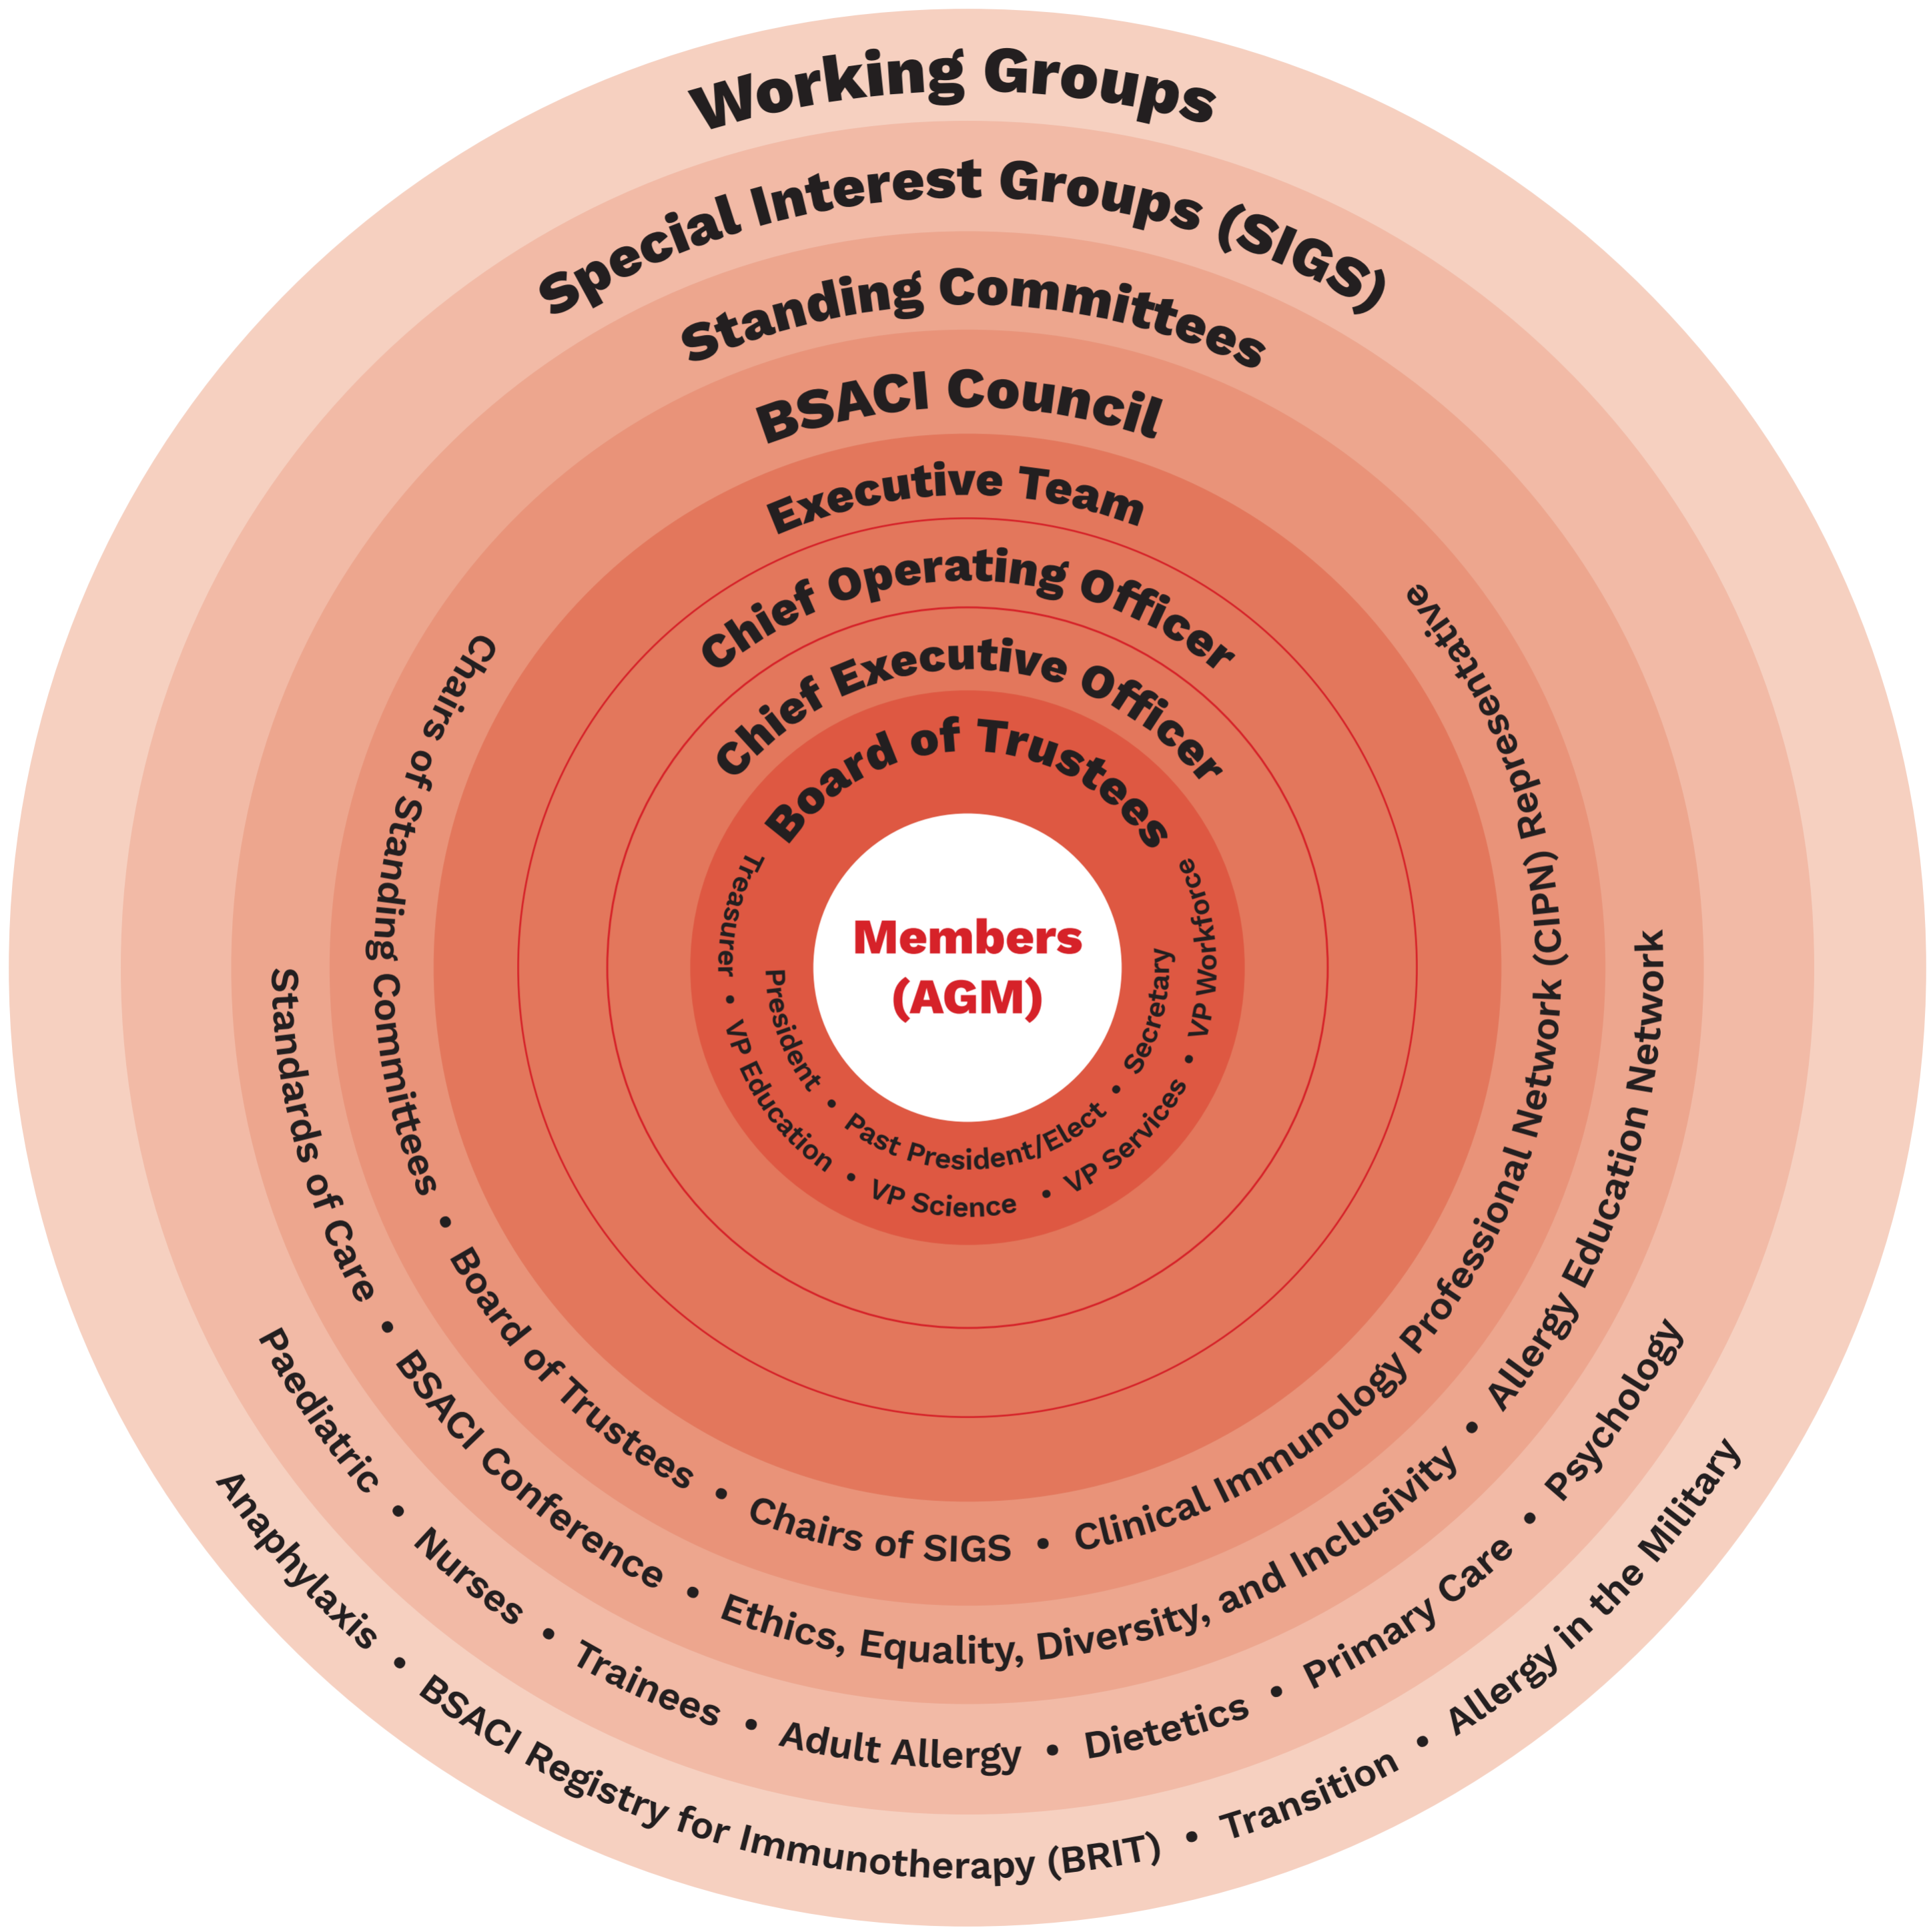 Working Groups
Special Interest Groups (SIGS)
Standing Committees
BSACI Council
Executive Team
Chief Operating Officer
Chief Executive Officer
Board of Trustees
Members
(AGM)
President • Past President/Elect • Secretary
Treasurer • VP Education • VP Science • VP Services • VP Workforce
Chairs of Standing Committees • Board of Trustees • Chairs of SIGS • Clinical Immunology Professional Network (CIPN) Representative
Standards of Care • BSACI Conference • Ethics, Equality, Diversity, and Inclusivity • Allergy Education Network
Paediatric • Nurses • Trainees • Adult Allergy • Dietetics • Primary Care • Psychology
Anaphylaxis • BSACI Registry for Immunotherapy (BRIT) • Transition • Allergy in the Military